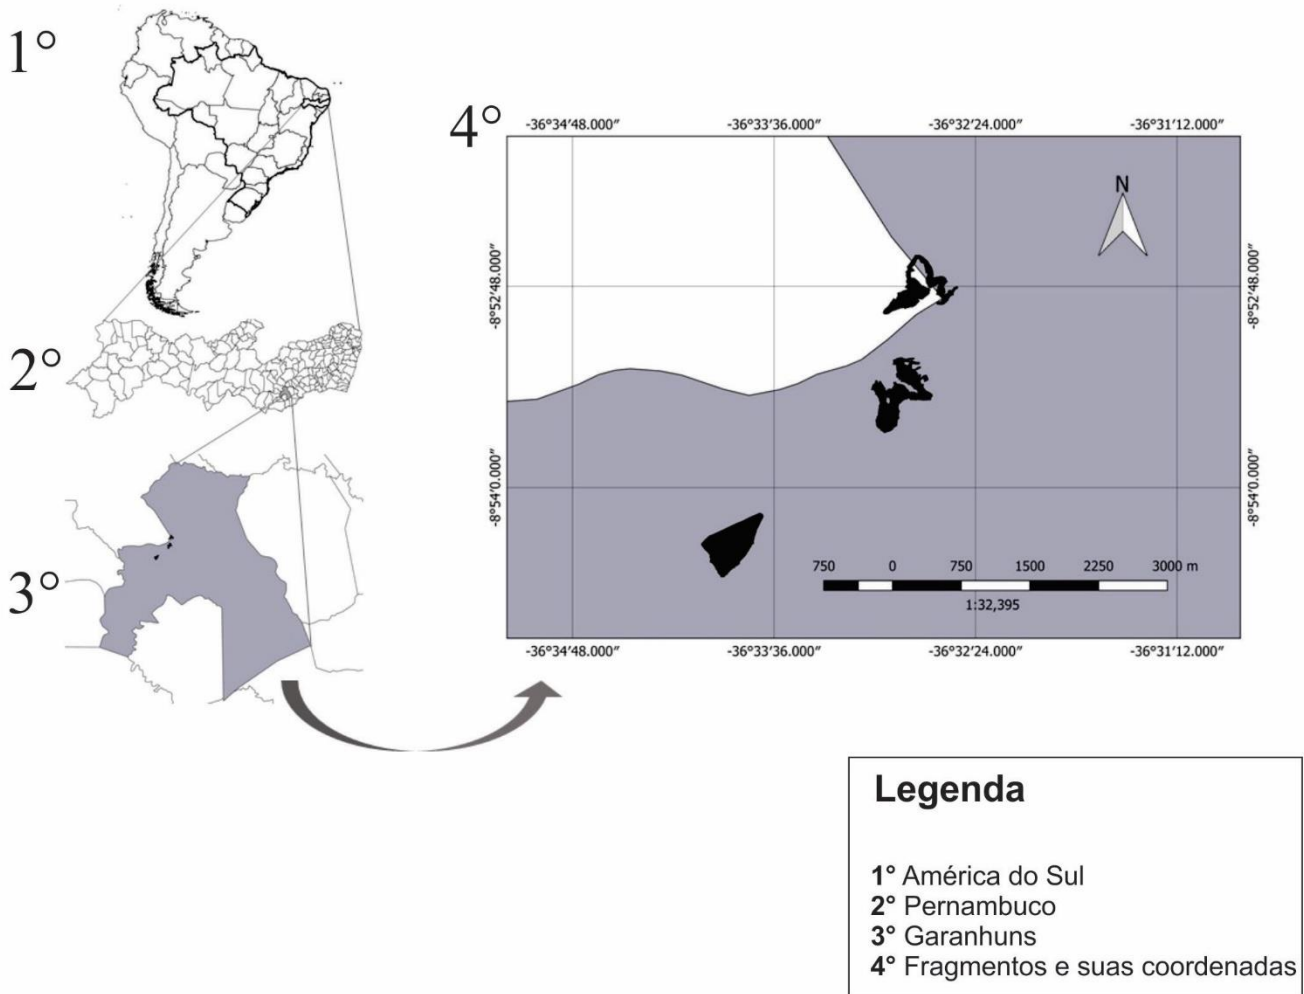 1°
2°
3°
4°
-36°34′48.000″ -36°33′36.000″ -36°32′24.000″ -36°31′12.000″
N
-8°52′48.000″ -8°52′48.000″
-8°54′0.000″ -8°54′0.000″
750 0 750 1500 2250 3000 m
1:32,395
-36°34′48.000″ -36°33′36.000″ -36°32′24.000″ -36°31′12.000″
Legenda
1° América do Sul
2° Pernambuco
3° Garanhuns
4° Fragmentos e suas coordenadas